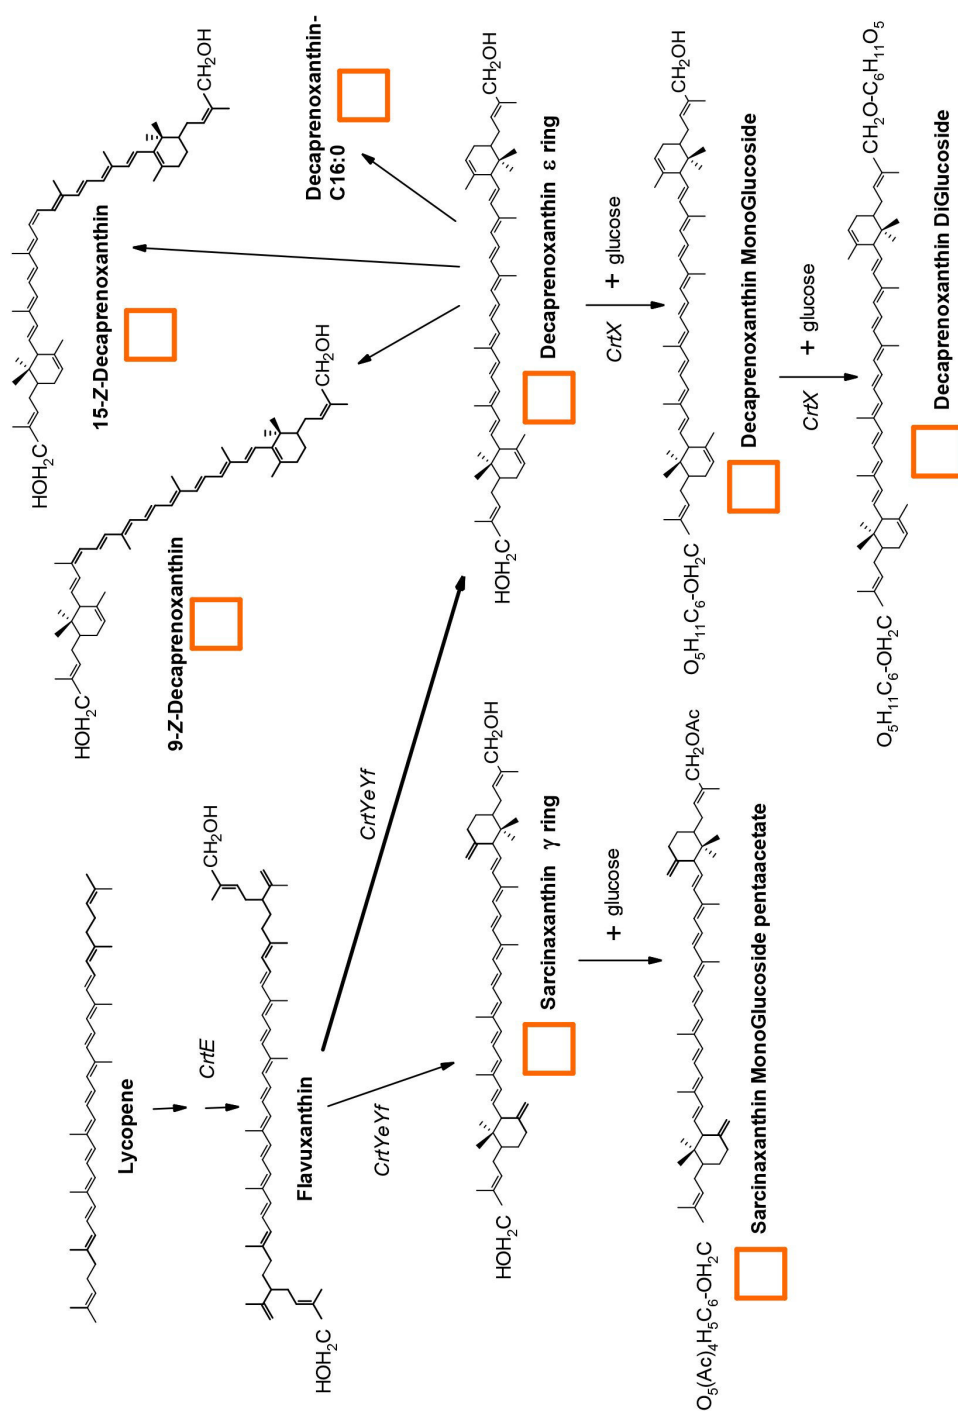 Lycopene
CrtE
CH2OH
HOH2C
Flavuxanthin
CrtYeYf
CrtYeYf
HOH2C
CH2OH
9-Z-Decaprenoxanthin
HOH2C
CH2OH
15-Z-Decaprenoxanthin
HOH2C
CH2OH
Decaprenoxanthin-
C16:0
HOH2C
CH2OH
Sarcinaxanthin γ ring
HOH2C
CH2OH
Decaprenoxanthin ε ring
+ glucose
CrtX
+ glucose
O5(Ac)4H5C6-OH2C
CH2OAc
Sarcinaxanthin MonoGlucoside pentaacetate
O5H11C6-OH2C
CH2OH
Decaprenoxanthin MonoGlucoside
CrtX
+ glucose
O5H11C6-OH2C
CH2O-C6H11O5
Decaprenoxanthin DiGlucoside